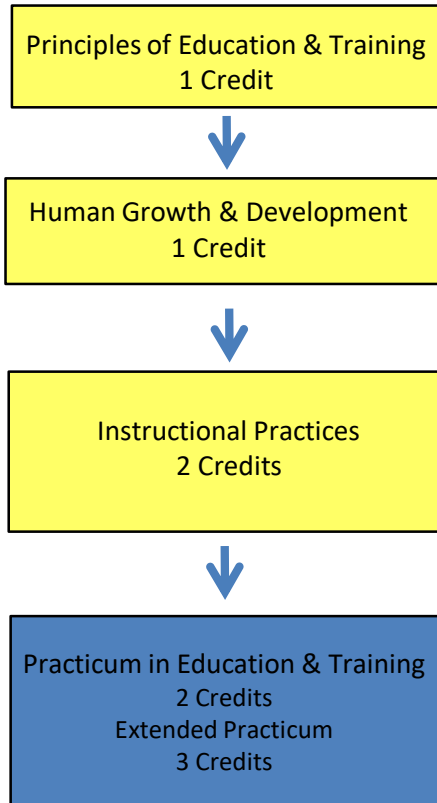 Principles of Education & Training
1 Credit
Human Growth & Development
1 Credit
Instructional Practices
2 Credits
Practicum in Education & Training
2 Credits
Extended Practicum
3 Credits